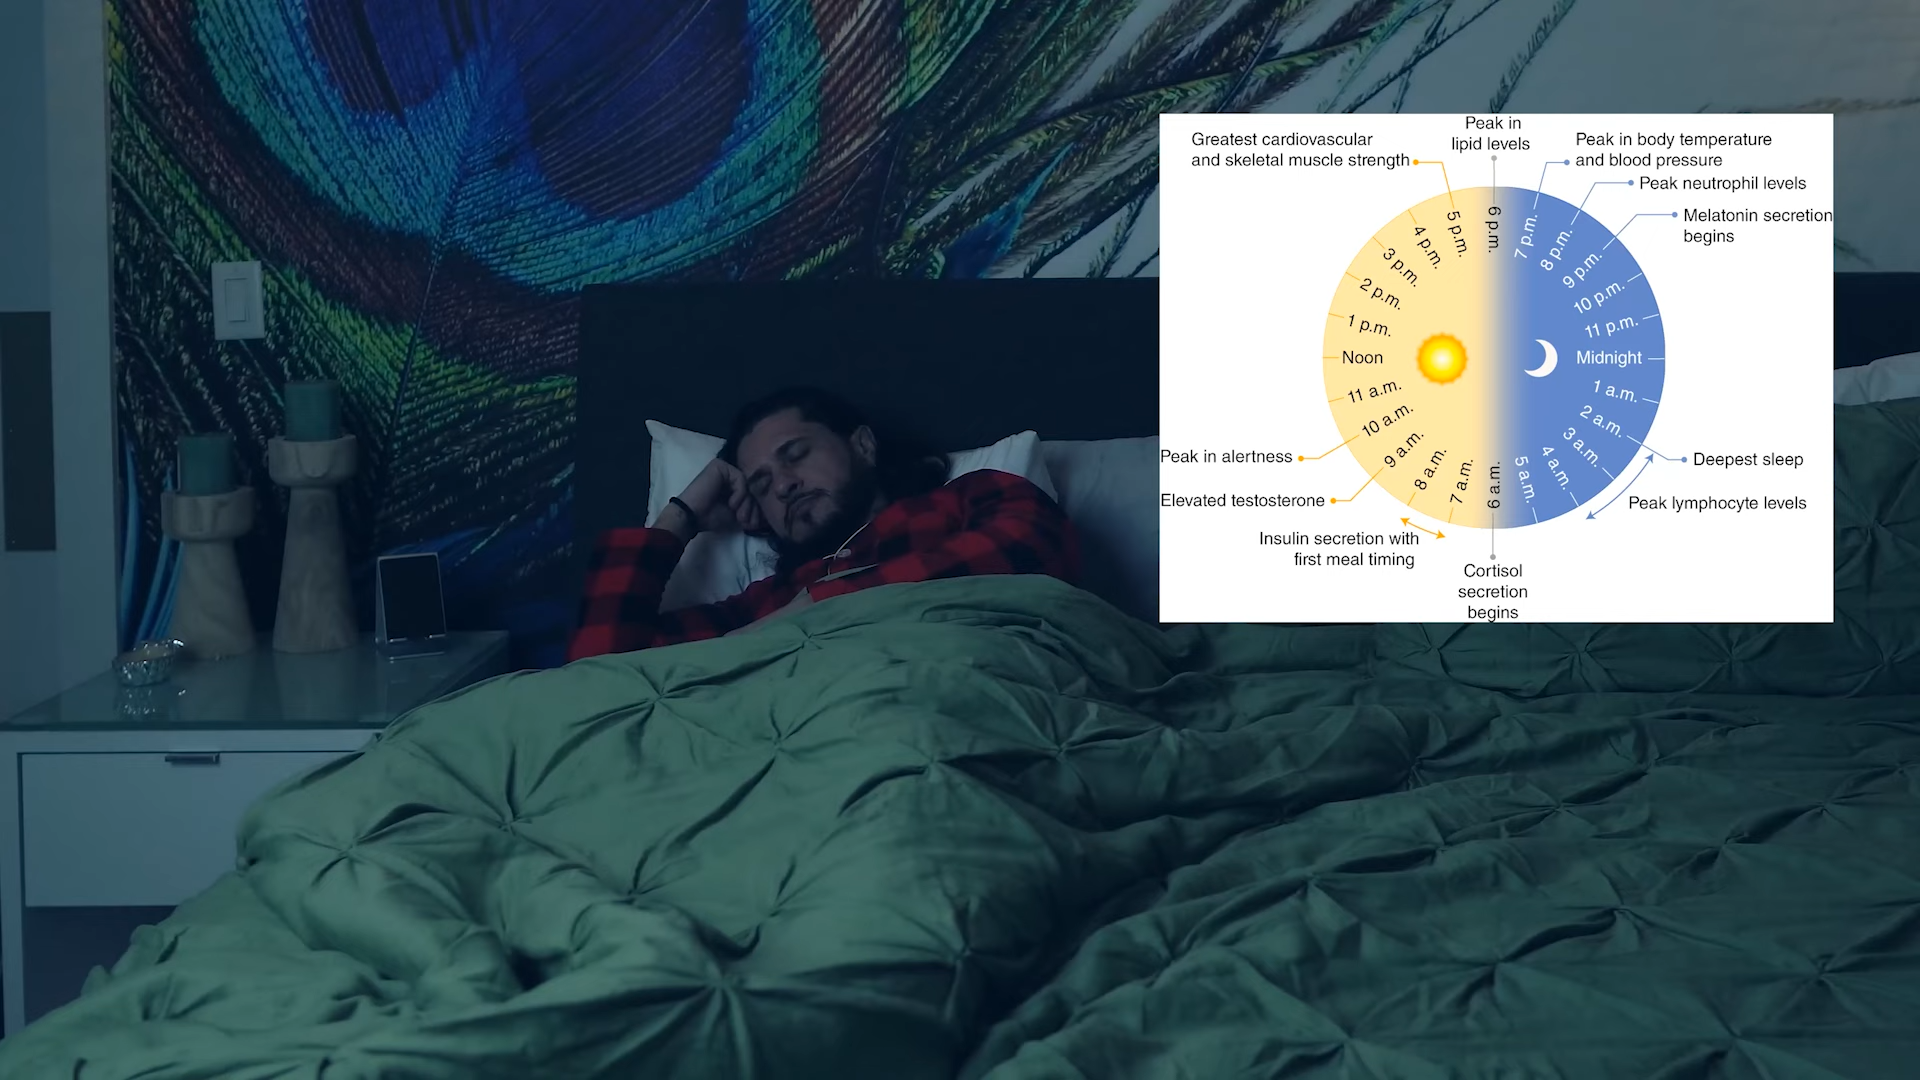 Peak in
lipid levels
Greatest cardiovascular
and skeletal muscle strength
Peak in body temperature
and blood pressure
Peak neutrophil levels
Melatonin secretion
begins
6 p.m.
7 p.m.
8 p.m.
9 p.m.
10 p.m.
11 p.m.
Midnight
1 a.m.
2 a.m.
3 a.m.
4 a.m.
5 a.m.
6 a.m.
7 a.m.
8 a.m.
9 a.m.
10 a.m.
11 a.m.
Noon
1 p.m.
2 p.m.
3 p.m.
4 p.m.
5 p.m.
Peak in alertness
Elevated testosterone
Insulin secretion with
first meal timing
Cortisol
secretion
begins
Deepest sleep
Peak lymphocyte levels